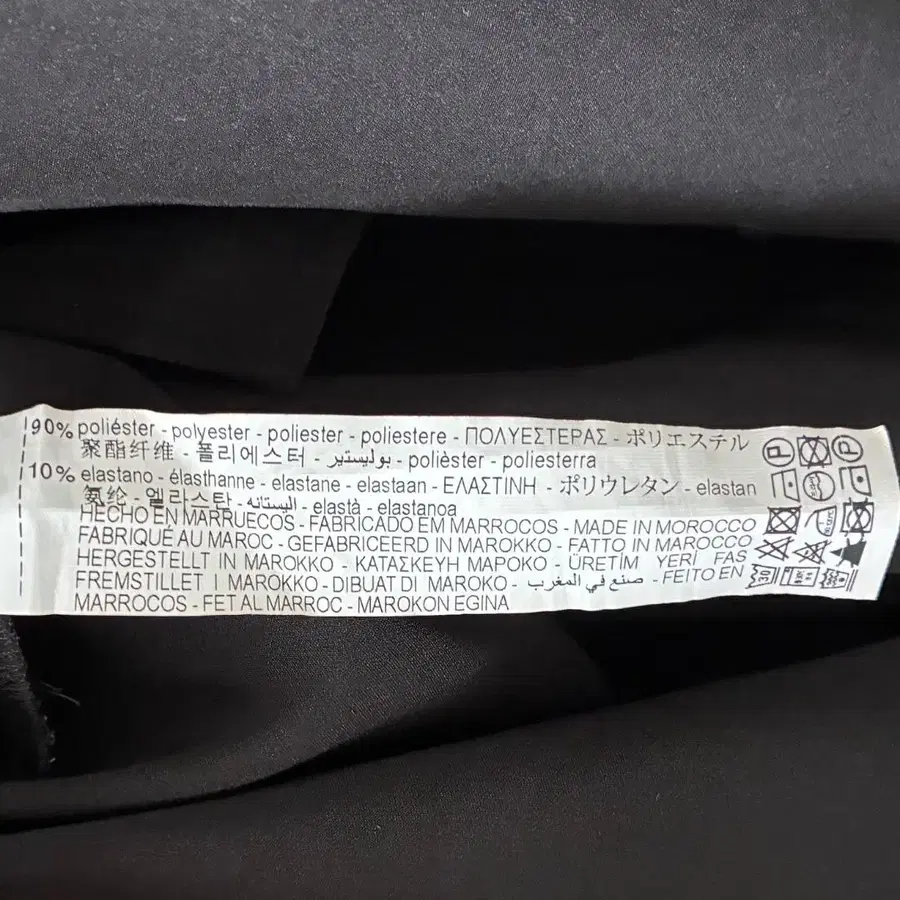 90% poliéster - polyester - poliester - poliestere - ΠΟΛΥΕΣΤΕΡΑΣ - ポリエステル
聚酯纤维 - 폴리에스터 - بوليستير - polièster - poliesterra
10% elastano - élasthanne - elastane - elastaan - ΕΛΑΣΤΙΝΗ - ポリウレタン - elastan
氨纶 - 엘라스탄 - اليستانه - elastà - elastanoa
HECHO EN MARRUECOS - FABRICADO EM MARROCOS - MADE IN MOROCCO
FABRIQUÉ AU MAROC - GEFABRICEERD IN MAROKKO - FATTO IN MAROCCO
HERGESTELLT IN MAROKKO - ΚΑΤΑΣΚΕΥΗ ΜΑΡΟΚΟ - ÜRETİM YERİ FAS
FREMSTILLET I MAROKKO - DIBUAT DI MAROKO - صنع في المغرب - FEITO EN
MARROCOS - FET AL MARROC - MAROKON EGINA
P P
30